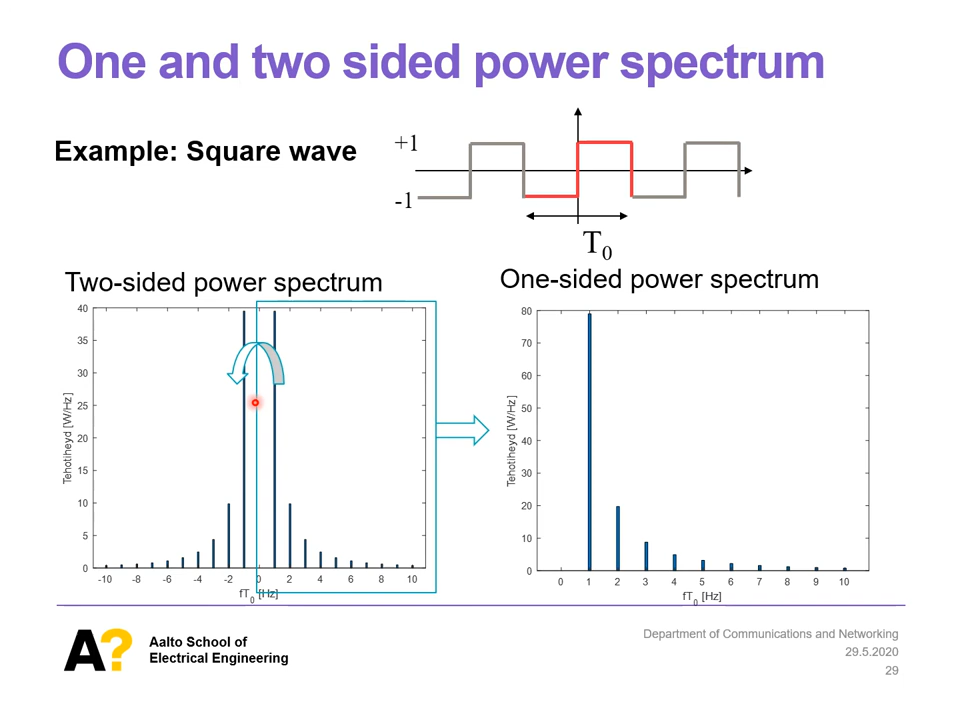 One and two sided power spectrum
Example: Square wave
+1
-1
T0
Two-sided power spectrum
One-sided power spectrum
40
35
30
25
20
15
10
5
0
Tehotiheyd [W/Hz]
-10 -8 -6 -4 -2 0 2 4 6 8 10
fT0 [Hz]
80
70
60
50
40
30
20
10
0
Tehotiheyd [W/Hz]
0 1 2 3 4 5 6 7 8 9 10
fT0 [Hz]
A?
Aalto School of
Electrical Engineering
Department of Communications and Networking
29.5.2020
29